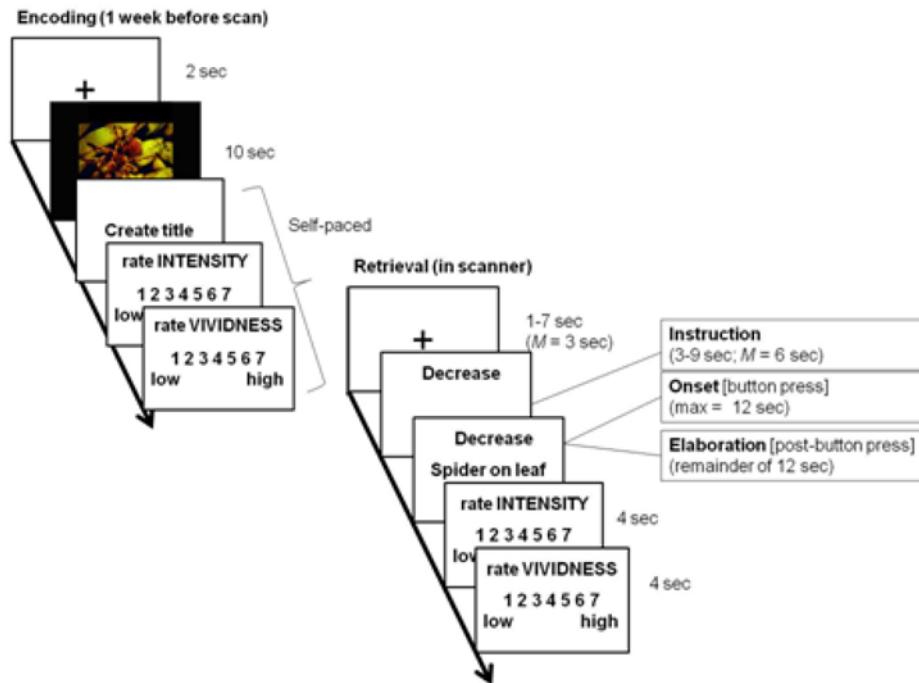 Encoding (1 week before scan)
+
2 sec
10 sec
Create title
Self-paced
rate INTENSITY
1 2 3 4 5 6 7
low
rate VIVIDNESS
1 2 3 4 5 6 7
low high
Retrieval (in scanner)
+
1-7 sec
(M = 3 sec)
Decrease
Instruction
(3-9 sec; M = 6 sec)
Onset [button press]
(max = 12 sec)
Elaboration [post-button press]
(remainder of 12 sec)
Decrease
Spider on leaf
rate INTENSITY
1 2 3 4 5 6 7
4 sec
rate VIVIDNESS
1 2 3 4 5 6 7
low high
4 sec